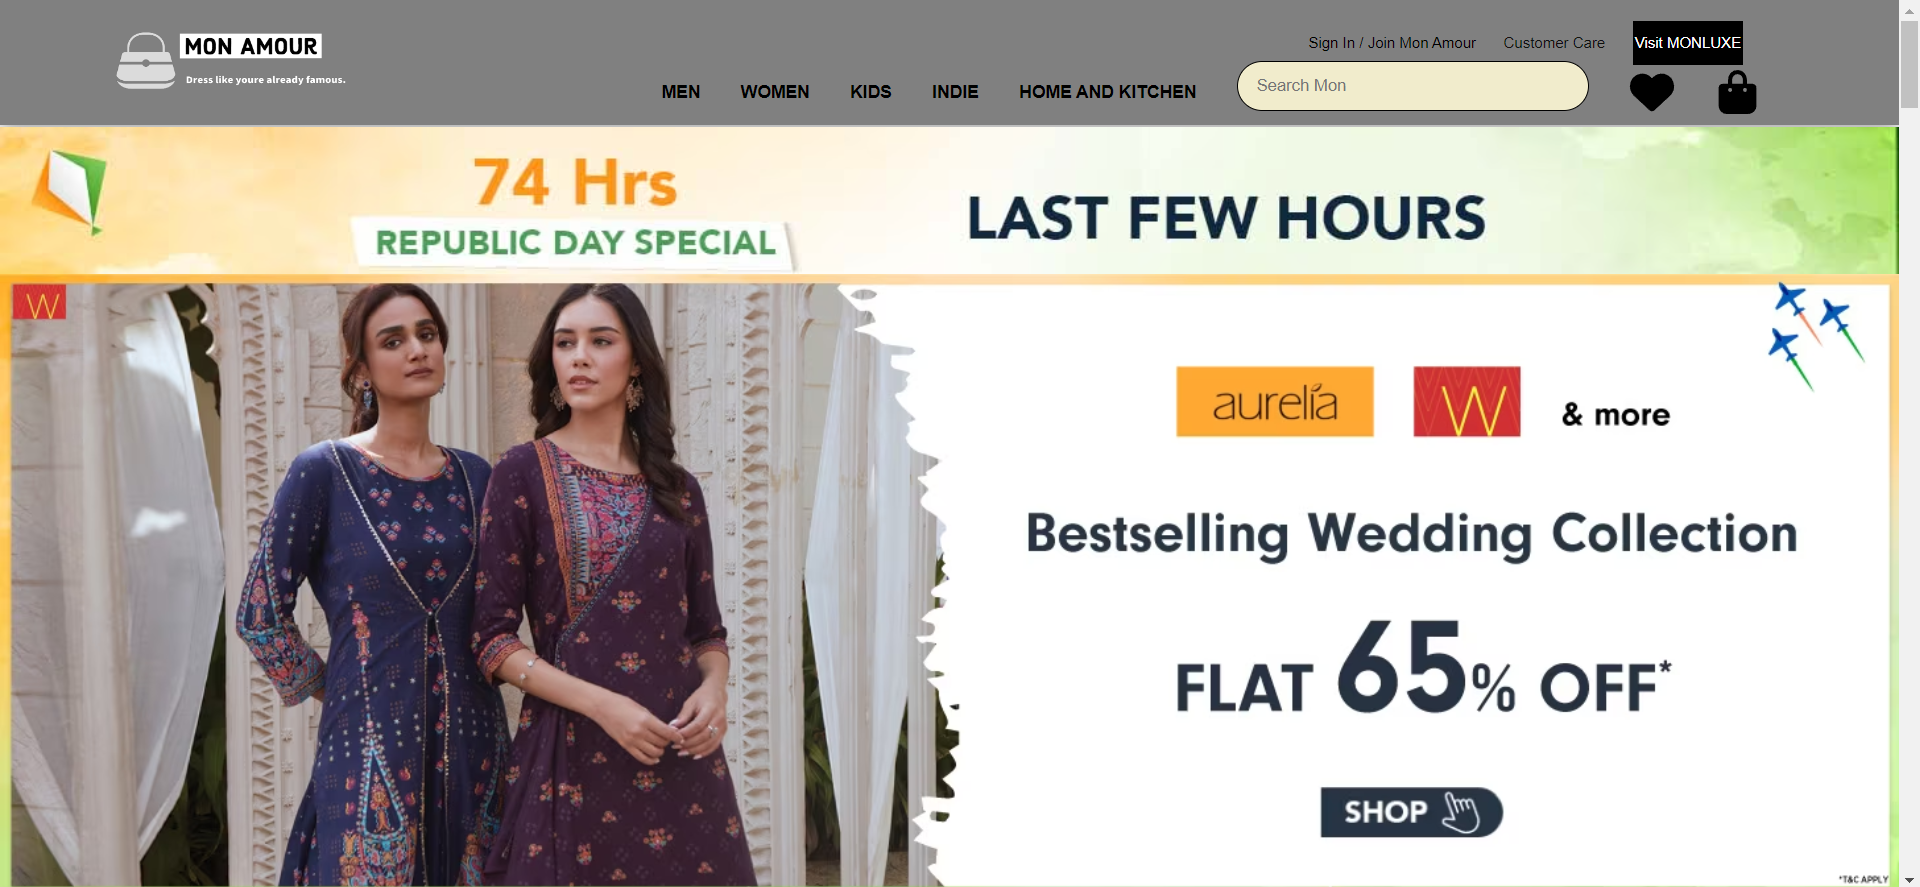 MON AMOUR
Dress like youre already famous.
Sign In / Join Mon Amour
Customer Care
Visit MONLUXE
MEN
WOMEN
KIDS
INDIE
HOME AND KITCHEN
Search Mon
74 Hrs
REPUBLIC DAY SPECIAL
LAST FEW HOURS
W
aurelia
W
& more
Bestselling Wedding Collection
FLAT 65% OFF*
SHOP
*T&C APPLY